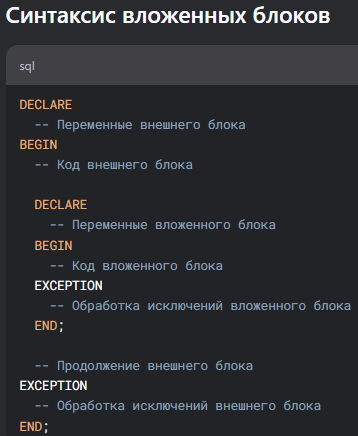 Синтаксис вложенных блоков
sql
DECLARE
-- Переменные внешнего блока
BEGIN
-- Код внешнего блока
DECLARE
-- Переменные вложенного блока
BEGIN
-- Код вложенного блока
EXCEPTION
-- Обработка исключений вложенного блока
END;
-- Продолжение внешнего блока
EXCEPTION
-- Обработка исключений внешнего блока
END;